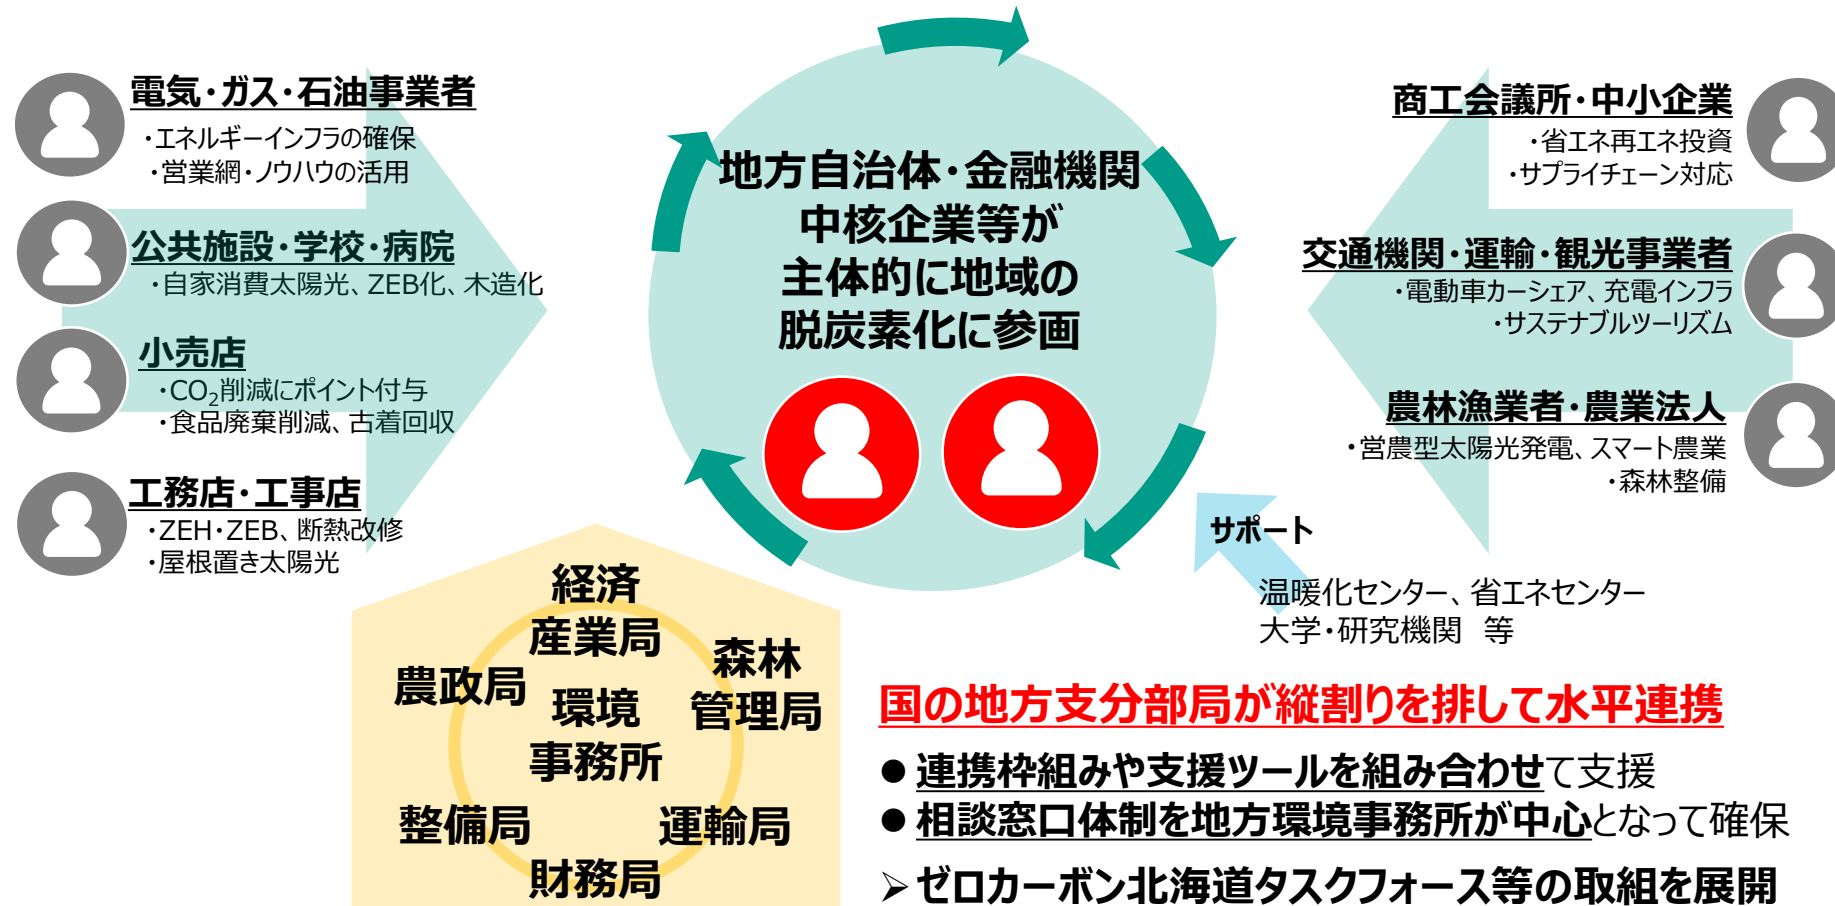 電気・ガス・石油事業者
・エネルギーインフラの確保
・営業網・ノウハウの活用
公共施設・学校・病院
・自家消費太陽光、ZEB化、木造化
小売店
・CO₂削減にポイント付与
・食品廃棄削減、古着回収
工務店・工事店
・ZEH・ZEB、断熱改修
・屋根置き太陽光
地方自治体・金融機関
中核企業等が
主体的に地域の
脱炭素化に参画
商工会議所・中小企業
・省エネ再エネ投資
・サプライチェーン対応
交通機関・運輸・観光事業者
・電動車カーシェア、充電インフラ
・サステナブルツーリズム
農林漁業者・農業法人
・営農型太陽光発電、スマート農業
・森林整備
サポート
温暖化センター、省エネセンター
大学・研究機関　等
経済
産業局
農政局
森林
管理局
環境
事務所
整備局
運輸局
財務局
国の地方支分部局が縦割りを排して水平連携
● 連携枠組みや支援ツールを組み合わせて支援
● 相談窓口体制を地方環境事務所が中心となって確保
➢ ゼロカーボン北海道タスクフォース等の取組を展開